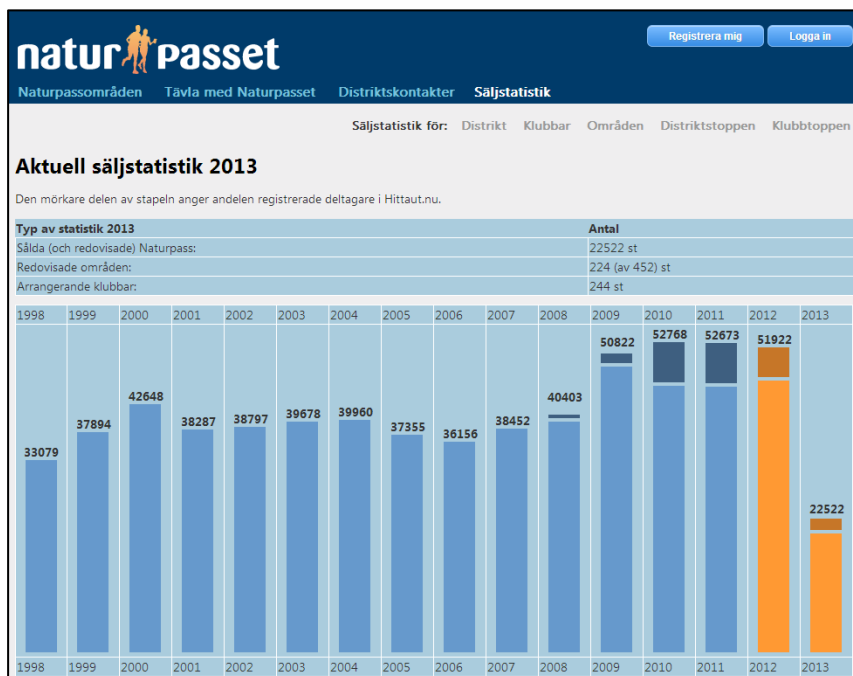 natur passet
Registrera mig Logga in
Naturpassområden Tävla med Naturpasset Distriktskontakter Säljstatistik
Säljstatistik för: Distrikt Klubbar Områden Distriktstoppen Klubbtoppen
Aktuell säljstatistik 2013
Den mörkare delen av stapeln anger andelen registrerade deltagare i Hittaut.nu.
Typ av statistik 2013 Antal
Sålda (och redovisade) Naturpass: 22522 st
Redovisade områden: 224 (av 452) st
Arrangerande klubbar: 244 st
1998 1999 2000 2001 2002 2003 2004 2005 2006 2007 2008 2009 2010 2011 2012 2013
33079 37894 42648 38287 38797 39678 39960 37355 36156 38452 40403 50822 52768 52673 51922 22522
1998 1999 2000 2001 2002 2003 2004 2005 2006 2007 2008 2009 2010 2011 2012 2013